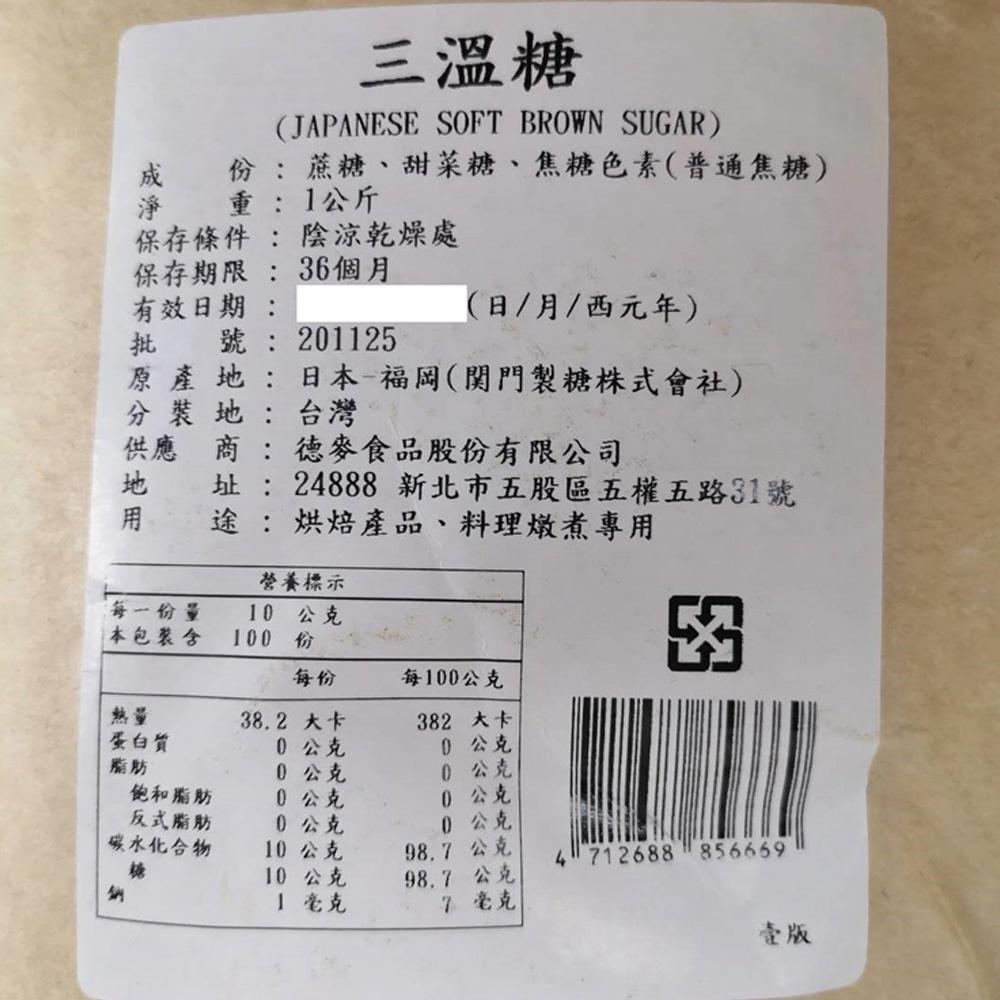 三溫糖
(JAPANESE SOFT BROWN SUGAR)
成份：蔗糖、甜菜糖、焦糖色素(普通焦糖)
淨重：1公斤
保存條件：陰涼乾燥處
保存期限：36個月
有效日期：(日/月/西元年)
批號：201125
原產地：日本-福岡(関門製糖株式會社)
分裝地：台灣
供應商：德麥食品股份有限公司
地址：24888 新北市五股區五權五路31號
用途：烘焙產品、料理燉煮專用
營養標示
每一份量 10 公克
本包裝含 100 份
每份 每100公克
熱量 38.2 大卡 382 大卡
蛋白質 0 公克 0 公克
脂肪 0 公克 0 公克
飽和脂肪 0 公克 0 公克
反式脂肪 0 公克 0 公克
碳水化合物 10 公克 98.7 公克
糖 10 公克 98.7 公克
鈉 1 毫克 7 毫克
4 712688 856669
壹版